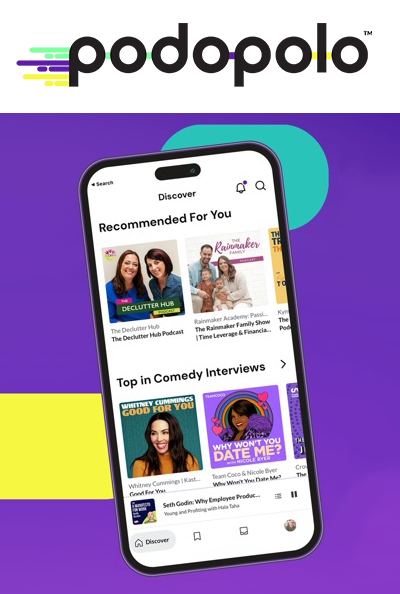 podopolo™
Search
Discover
Recommended For You
THE
DECLUTTER HUB
PODCAST
THE
Rainmaker
FAMILY
The Declutter Hub
The Declutter Hub Podcast
Rainmaker Academy: Passi...
The Rainmaker Family Show
| Time Leverage & Financia...
Top in Comedy Interviews
WHITNEY CUMMINGS
GOOD FOR YOU
TEAMCOCO
WHY WON'T YOU
DATE ME?
WITH NICOLE BYER
Whitney Cummings | Kast...
Good For You
Team Coco & Nicole Byer
Why Won't You Date Me?
Seth Godin: Why Employee Produc...
Young and Profiting with Hala Taha
Discover